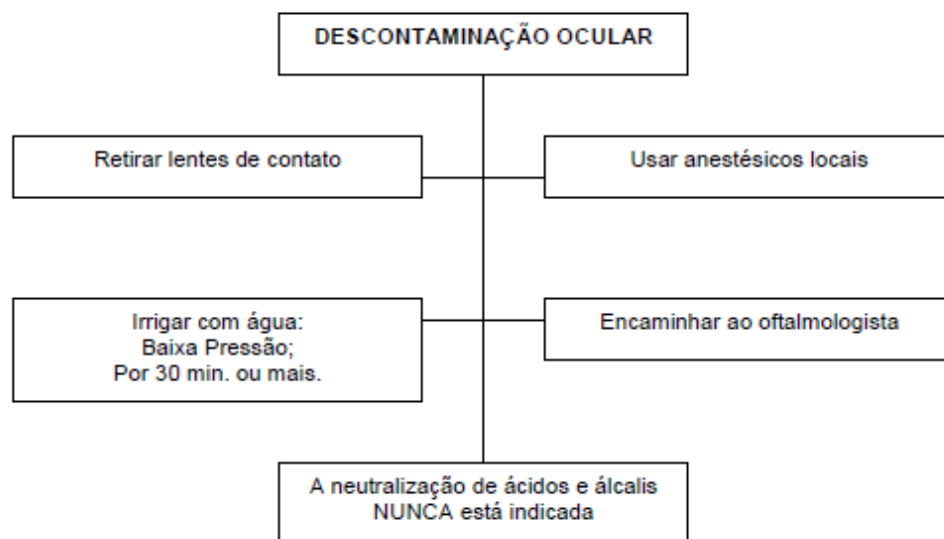 DESCONTAMINAÇÃO OCULAR
Retirar lentes de contato
Usar anestésicos locais
Irrigar com água:
Baixa Pressão;
Por 30 min. ou mais.
Encaminhar ao oftalmologista
A neutralização de ácidos e álcalis
NUNCA está indicada